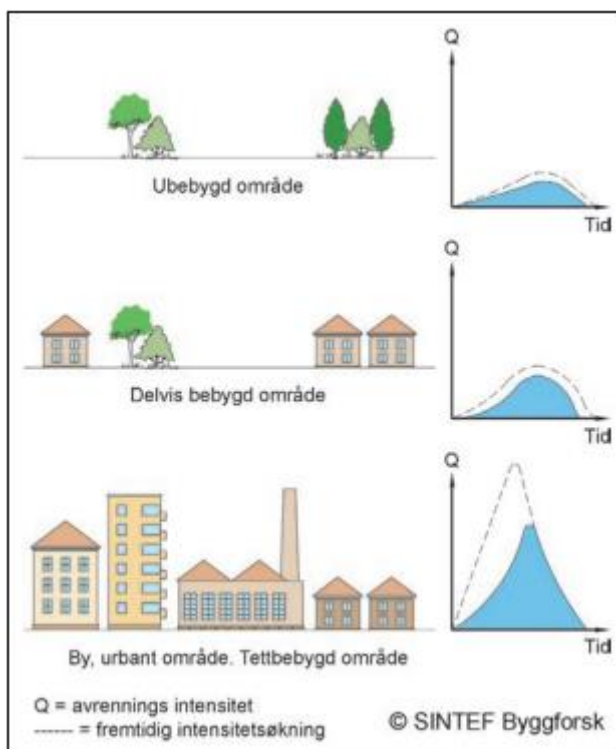 Q
Ubebygd område
Tid
Q
Delvis bebygd område
Tid
Q
By, urbant område. Tettbebygd område
Tid
Q = avrennings intensitet
------ = fremtidig intensitetsøkning
© SINTEF Byggforsk